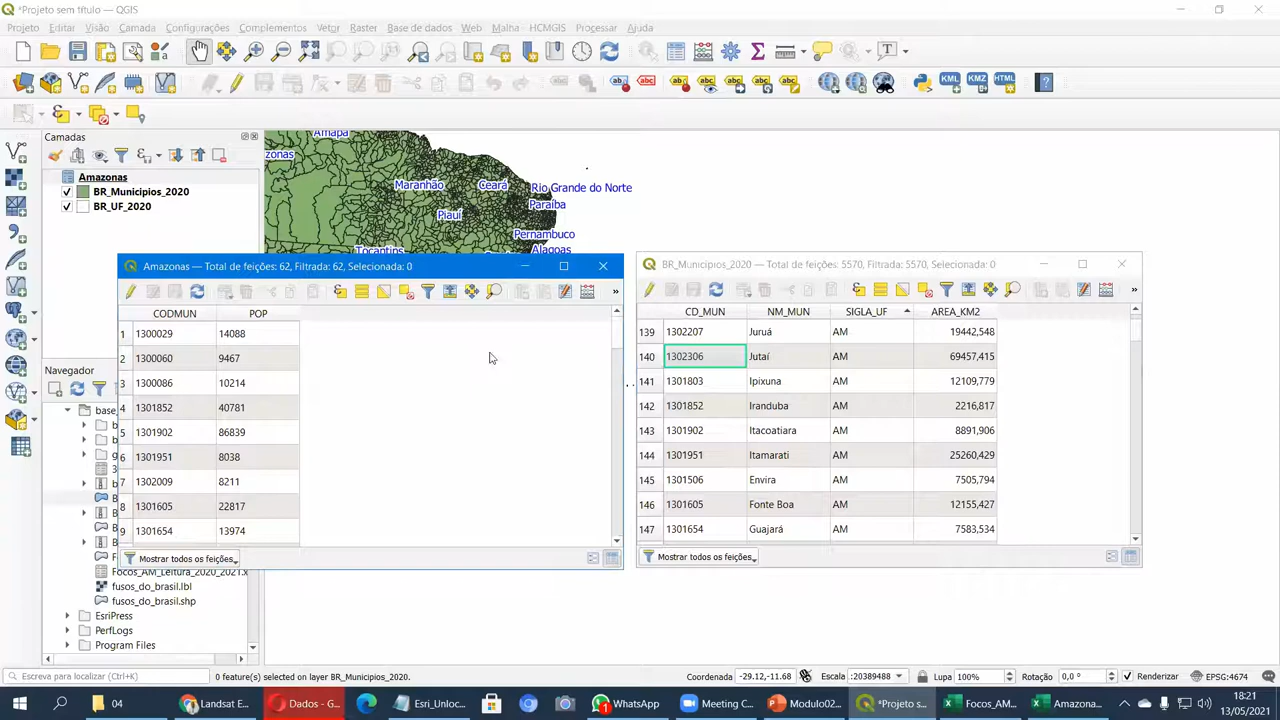 *Projeto sem título — QGIS
Projeto Editar Visão Camada Configurações Complementos Vetor Raster Base de dados Web Malha HCMGIS Processar Ajuda
Camadas
Amazonas
BR_Municipios_2020
BR_UF_2020
Amapá
zonas
Maranhão
Ceará
Rio Grande do Norte
Paraíba
Piauí
Pernambuco
Tocantins
Alagoas
Amazonas — Total de feições: 62, Filtrada: 62, Selecionada: 0
CODMUN POP
1 1300029 14088
2 1300060 9467
3 1300086 10214
4 1301852 40781
5 1301902 86839
6 1301951 8038
7 1302009 8211
8 1301605 22817
9 1301654 13974
Mostrar todos os feições
BR_Municipios_2020 — Total de feições: 5570, Filtrada: 5570, Selecionada: 0
CD_MUN NM_MUN SIGLA_UF AREA_KM2
139 1302207 Juruá AM 19442,548
140 1302306 Jutaí AM 69457,415
141 1301803 Ipixuna AM 12109,779
142 1301852 Iranduba AM 2216,817
143 1301902 Itacoatiara AM 8891,906
144 1301951 Itamarati AM 25260,429
145 1301506 Envira AM 7505,794
146 1301605 Fonte Boa AM 12155,427
147 1301654 Guajará AM 7583,534
Mostrar todos os feições
Navegador
base_
Focos_AM_Leitura_2020_2021.x
fusos_do_brasil.lbl
fusos_do_brasil.shp
EsriPress
PerfLogs
Program Files
Escreva para localizar (Ctrl+K)
0 feature(s) selected on layer BR_Municipios_2020.
Coordenada -29.12,-11.68
Escala :20389488
Lupa 100%
Rotação 0,0 °
Renderizar
EPSG:4674
04
Landsat E...
Dados - G...
Esri_Unloc...
WhatsApp
Meeting C...
Modulo02...
*Projeto s...
Focos_AM...
Amazona...
18:21
13/05/2021